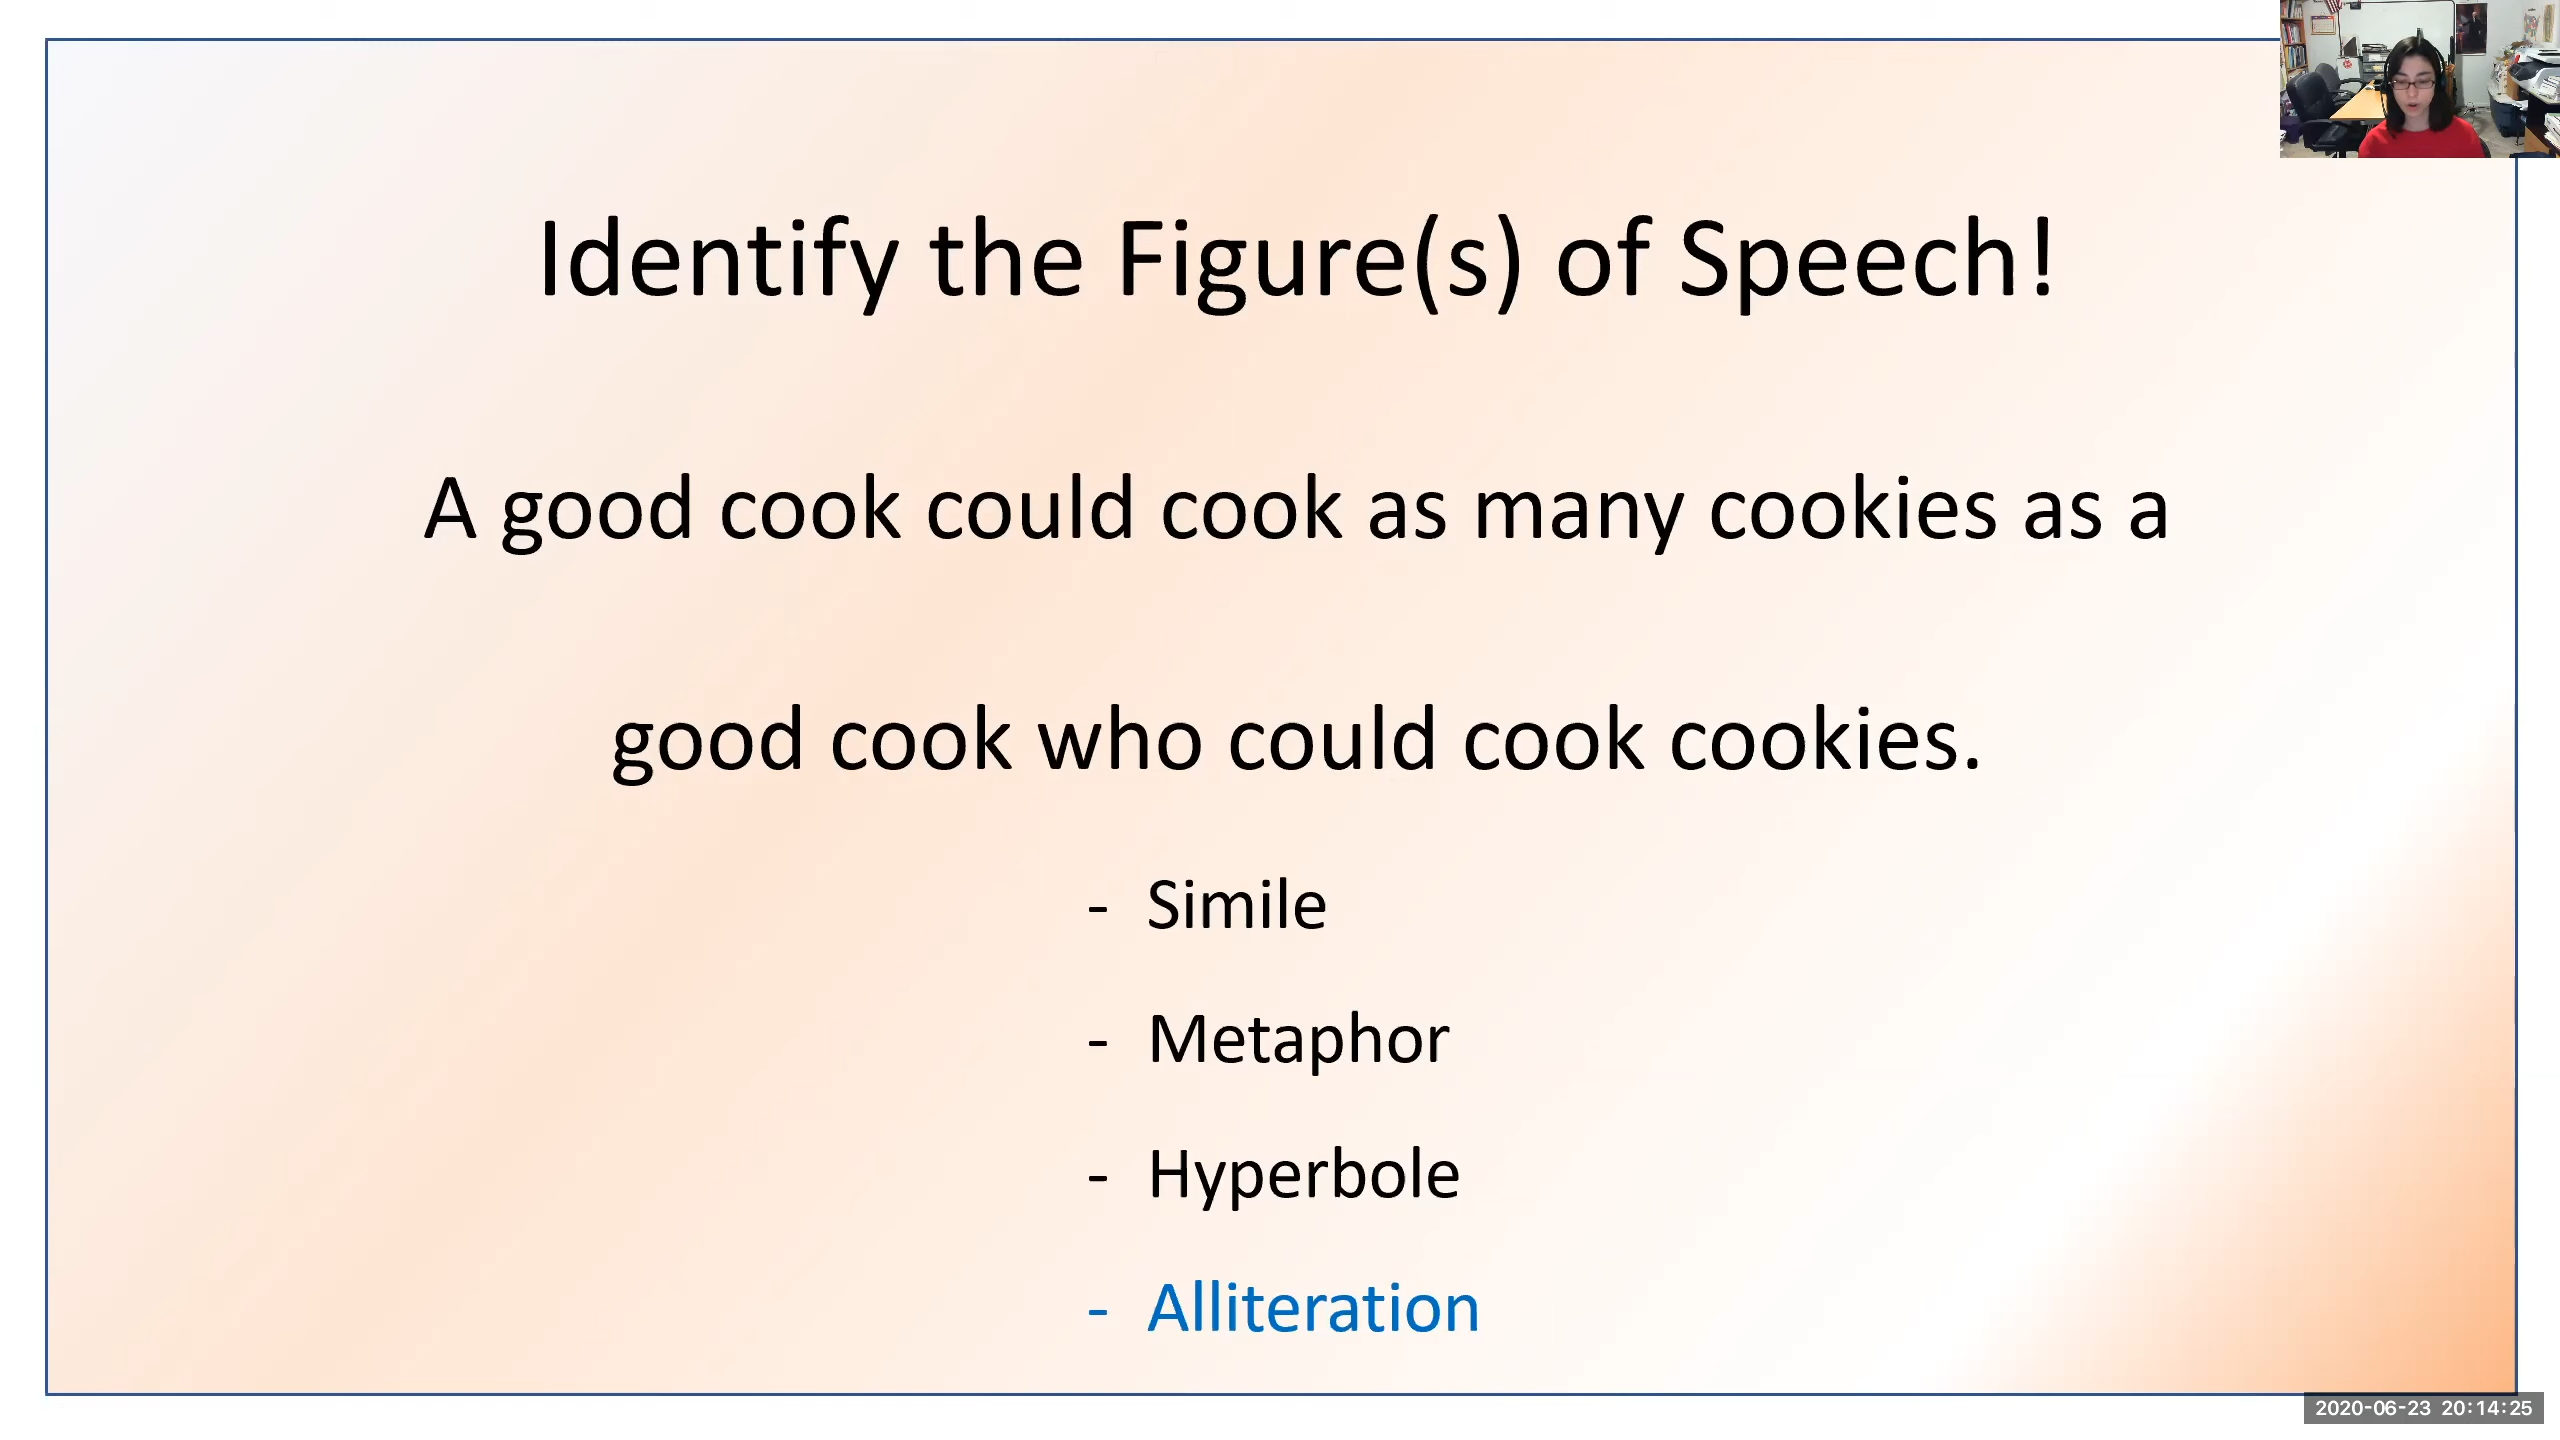 Identify the Figure(s) of Speech!
A good cook could cook as many cookies as a
good cook who could cook cookies.
- Simile
- Metaphor
- Hyperbole
- Alliteration
2020-06-23 20:14:25